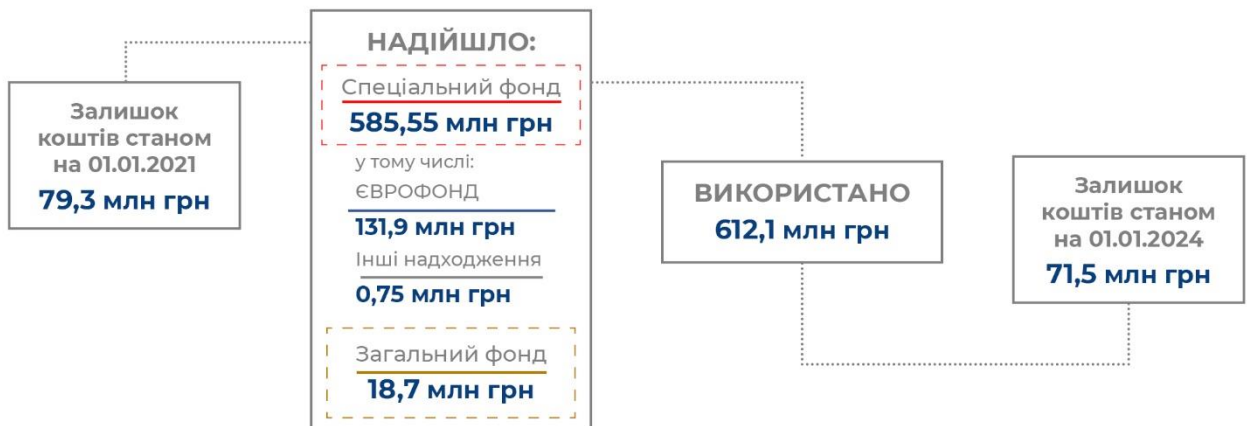 Залишок
коштів станом
на 01.01.2021
79,3 млн грн
НАДІЙШЛО:
Спеціальний фонд
585,55 млн грн
у тому числі:
ЄВРОФОНД
131,9 млн грн
Інші надходження
0,75 млн грн
Загальний фонд
18,7 млн грн
ВИКОРИСТАНО
612,1 млн грн
Залишок
коштів станом
на 01.01.2024
71,5 млн грн